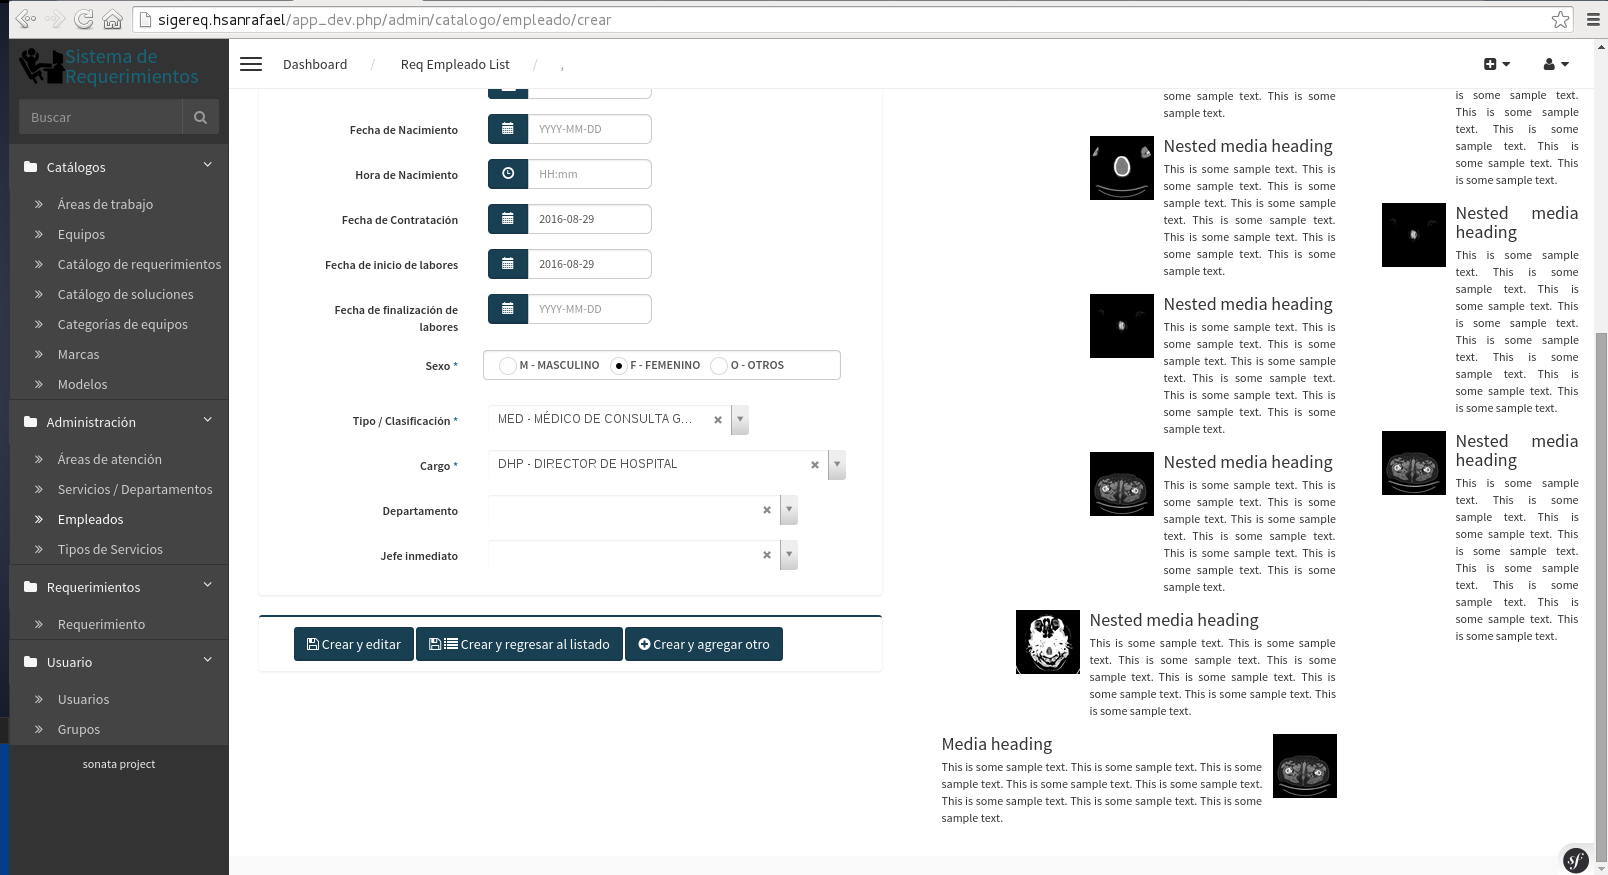 sigereq.hsanrafael/app_dev.php/admin/catalogo/empleado/crear
Sistema de
Requerimientos
Buscar
Catálogos
Áreas de trabajo
Equipos
Catálogo de requerimientos
Catálogo de soluciones
Categorías de equipos
Marcas
Modelos
Administración
Áreas de atención
Servicios / Departamentos
Empleados
Tipos de Servicios
Requerimientos
Requerimiento
Usuario
Usuarios
Grupos
sonata project
Dashboard / Req Empleado List / ,
Fecha de Nacimiento YYYY-MM-DD
Hora de Nacimiento HH:mm
Fecha de Contratación 2016-08-29
Fecha de inicio de labores 2016-08-29
Fecha de finalización de
labores
YYYY-MM-DD
Sexo * M - MASCULINO F - FEMENINO O - OTROS
Tipo / Clasificación * MED - MÉDICO DE CONSULTA G...
Cargo * DHP - DIRECTOR DE HOSPITAL
Departamento
Jefe inmediato
Crear y editar Crear y regresar al listado Crear y agregar otro
some sample text. This is some
sample text.
Nested media heading
This is some sample text. This is
some sample text. This is some
sample text. This is some sample
text. This is some sample text.
This is some sample text. This is
some sample text. This is some
sample text.
Nested media heading
This is some sample text. This is
some sample text. This is some
sample text. This is some sample
text. This is some sample text.
This is some sample text. This is
some sample text. This is some
sample text.
Nested media heading
This is some sample text. This is
some sample text. This is some
sample text. This is some sample
text. This is some sample text.
This is some sample text. This is
some sample text. This is some
sample text.
Nested media heading
This is some sample text. This is some sample
text. This is some sample text. This is some
sample text. This is some sample text. This is
some sample text. This is some sample text. This
is some sample text.
Media heading
This is some sample text. This is some sample text. This is some
sample text. This is some sample text. This is some sample text.
This is some sample text. This is some sample text. This is some
sample text.
is some sample text.
This is some sample
text. This is some
sample text. This is
some sample text. This
is some sample text.
Nested media
heading
This is some sample
text. This is some
sample text. This is
some sample text. This
is some sample text.
This is some sample
text. This is some
sample text. This is
some sample text. This
is some sample text.
Nested media
heading
This is some sample
text. This is some
sample text. This is
some sample text. This
is some sample text.
This is some sample
text. This is some
sample text. This is
some sample text. This
is some sample text.
sf